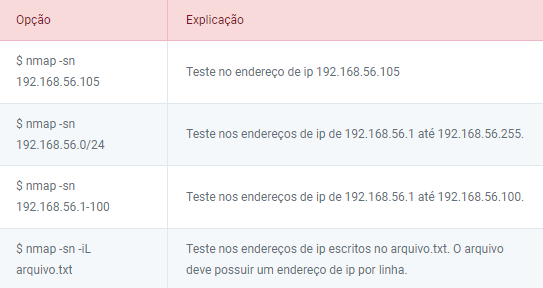 Opção Explicação
$ nmap -sn
192.168.56.105
Teste no endereço de ip 192.168.56.105
$ nmap -sn
192.168.56.0/24
Teste nos endereços de ip de 192.168.56.1 até 192.168.56.255.
$ nmap -sn
192.168.56.1-100
Teste nos endereços de ip de 192.168.56.1 até 192.168.56.100.
$ nmap -sn -iL
arquivo.txt
Teste nos endereços de ip escritos no arquivo.txt. O arquivo
deve possuir um endereço de ip por linha.